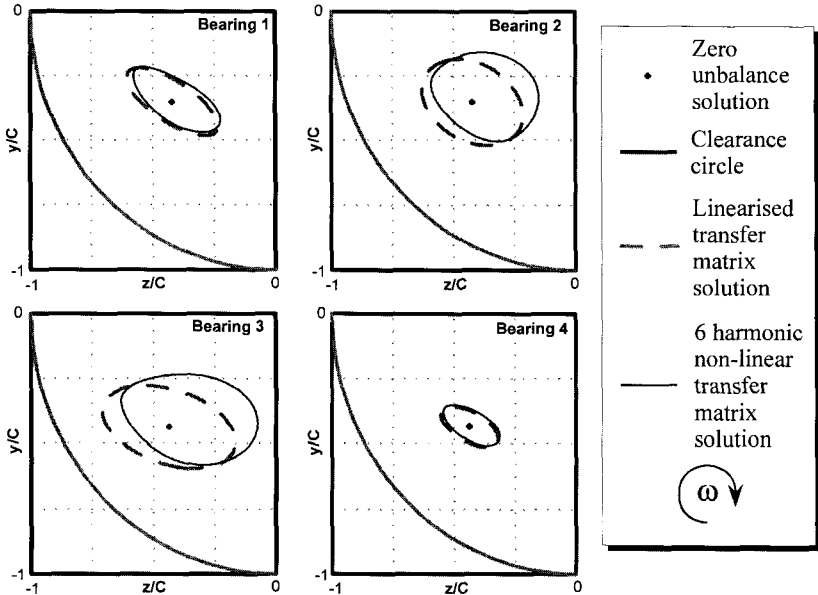 0
Bearing 1
y/C
-1
-1
z/C
0
0
Bearing 2
y/C
-1
-1
z/C
0
0
Bearing 3
y/C
-1
-1
z/C
0
0
Bearing 4
y/C
-1
-1
z/C
0
Zero
unbalance
solution
Clearance
circle
Linearised
transfer
matrix
solution
6 harmonic
non-linear
transfer
matrix
solution
ω